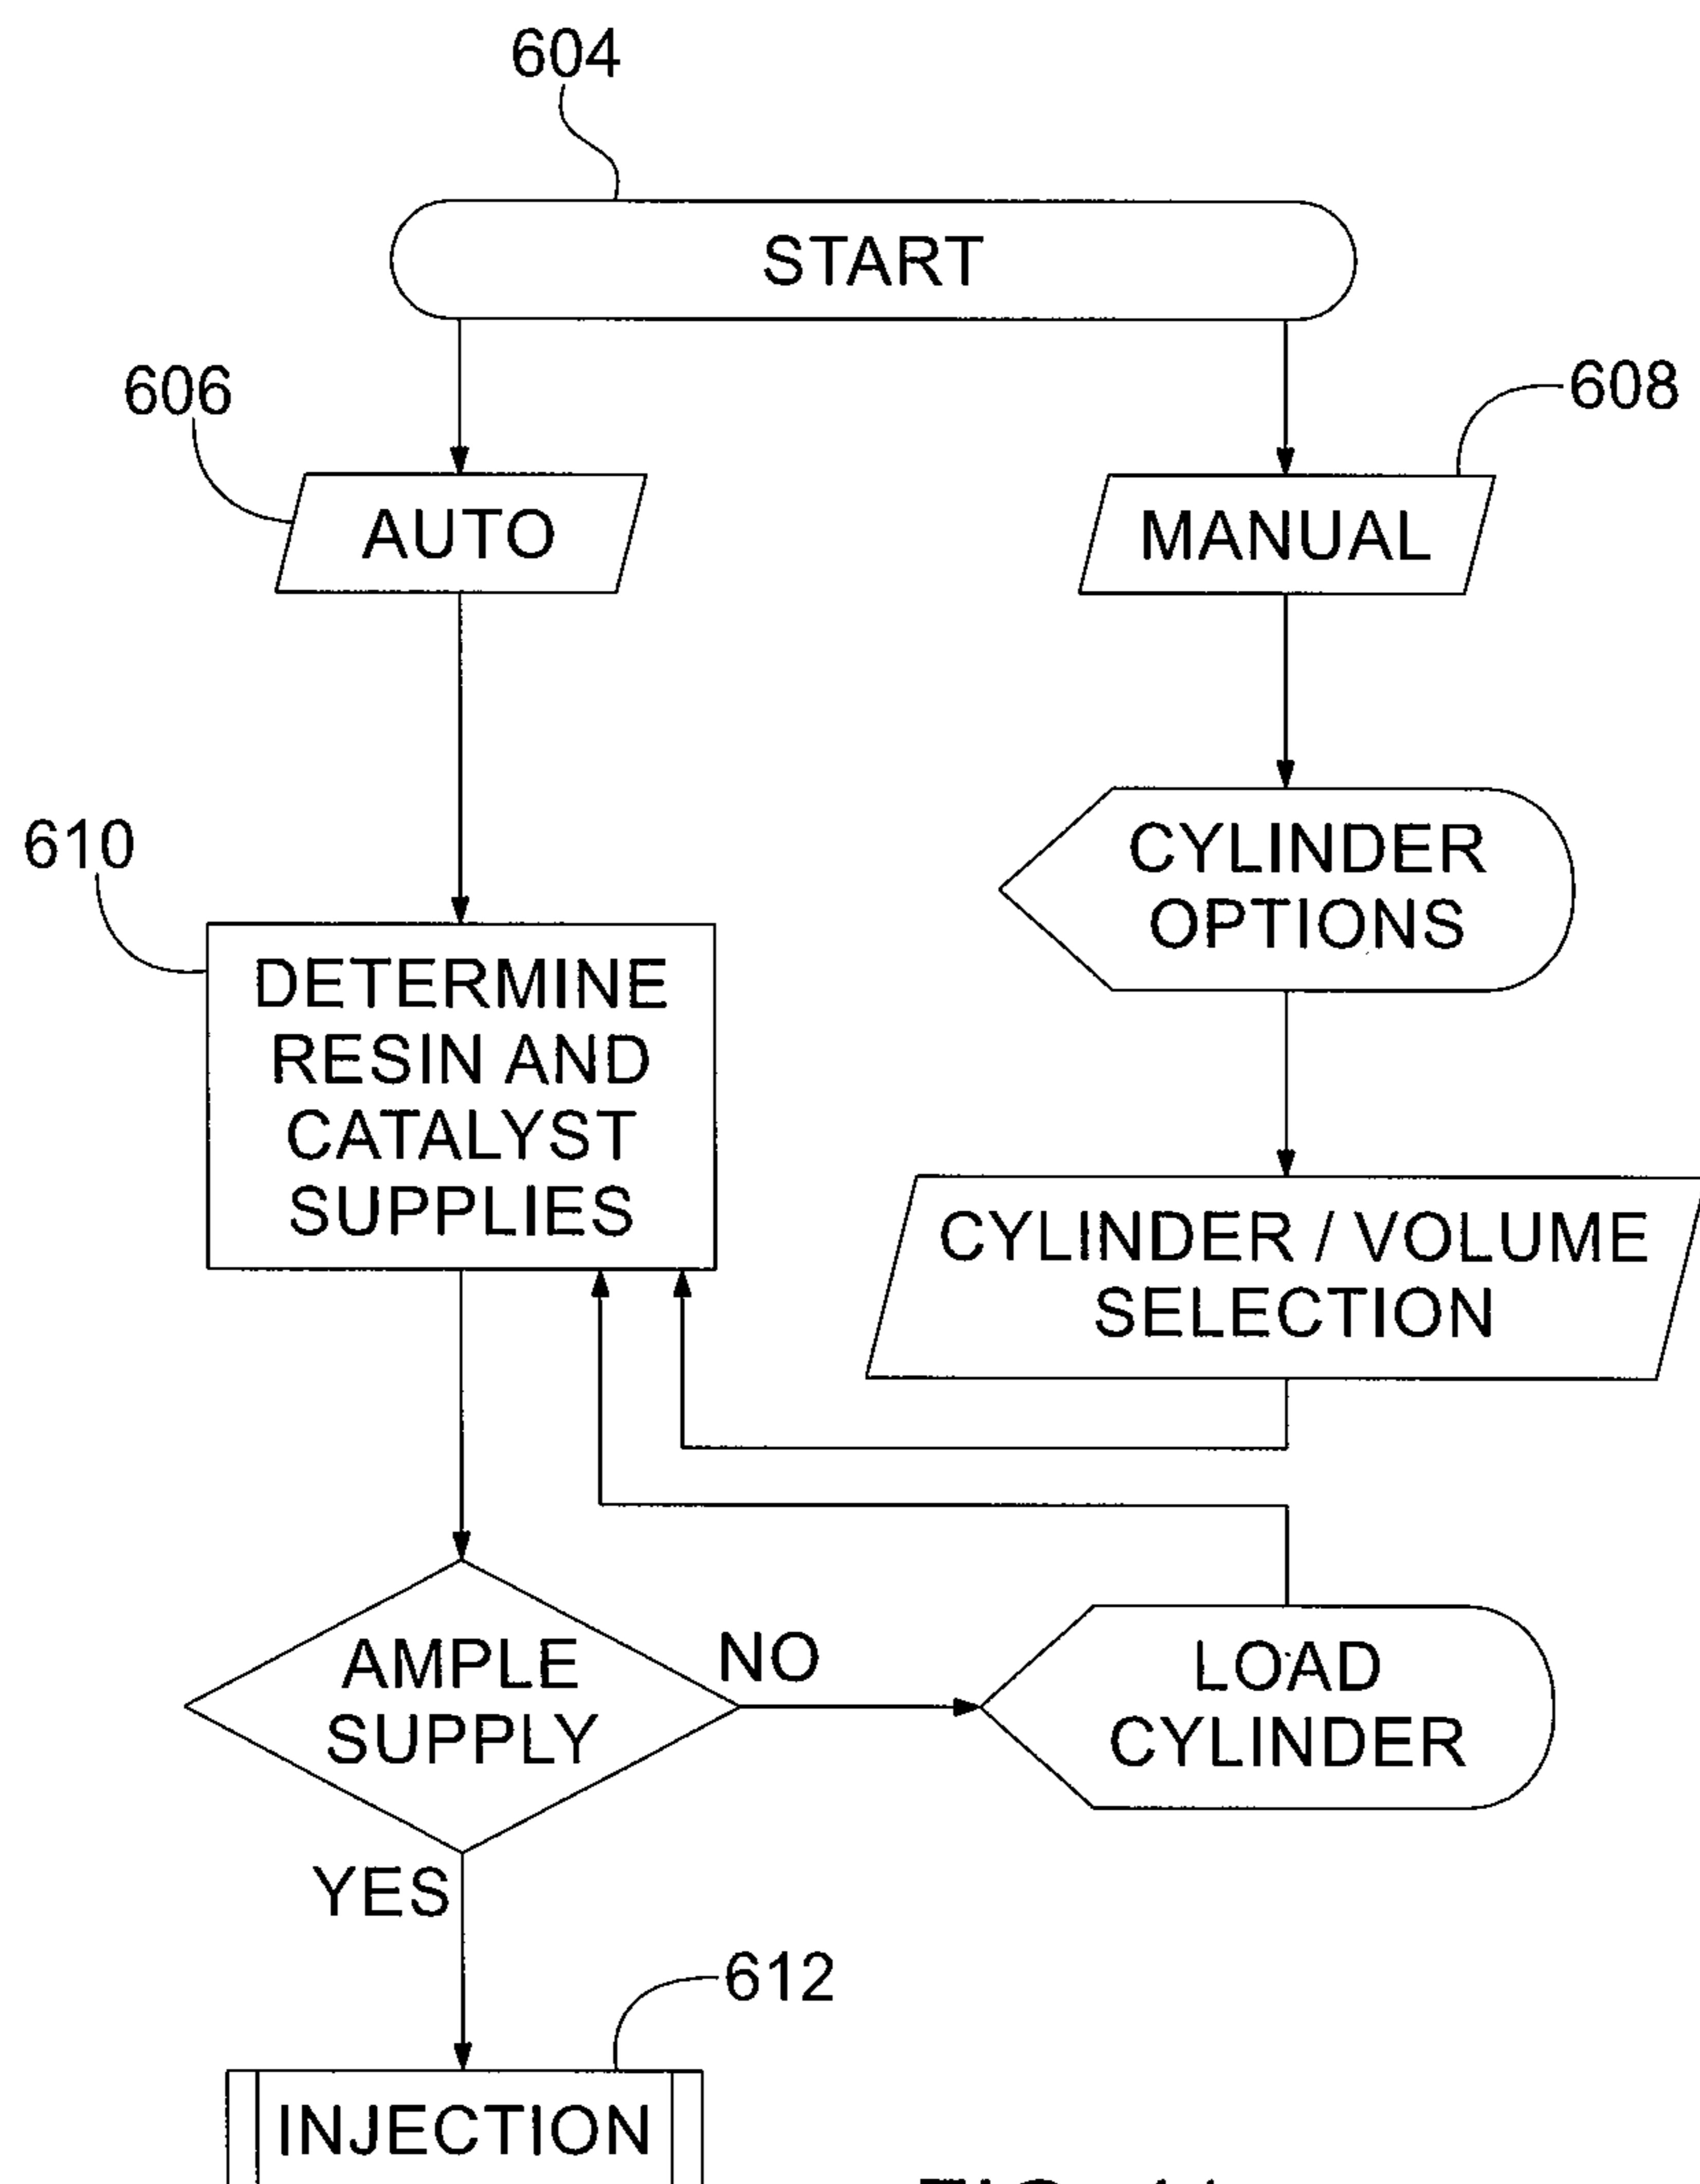 604
START
606
608
AUTO
MANUAL
610
CYLINDER
OPTIONS
DETERMINE
RESIN AND
CATALYST
SUPPLIES
CYLINDER / VOLUME
SELECTION
AMPLE
SUPPLY
NO
LOAD
CYLINDER
YES
612
INJECTION